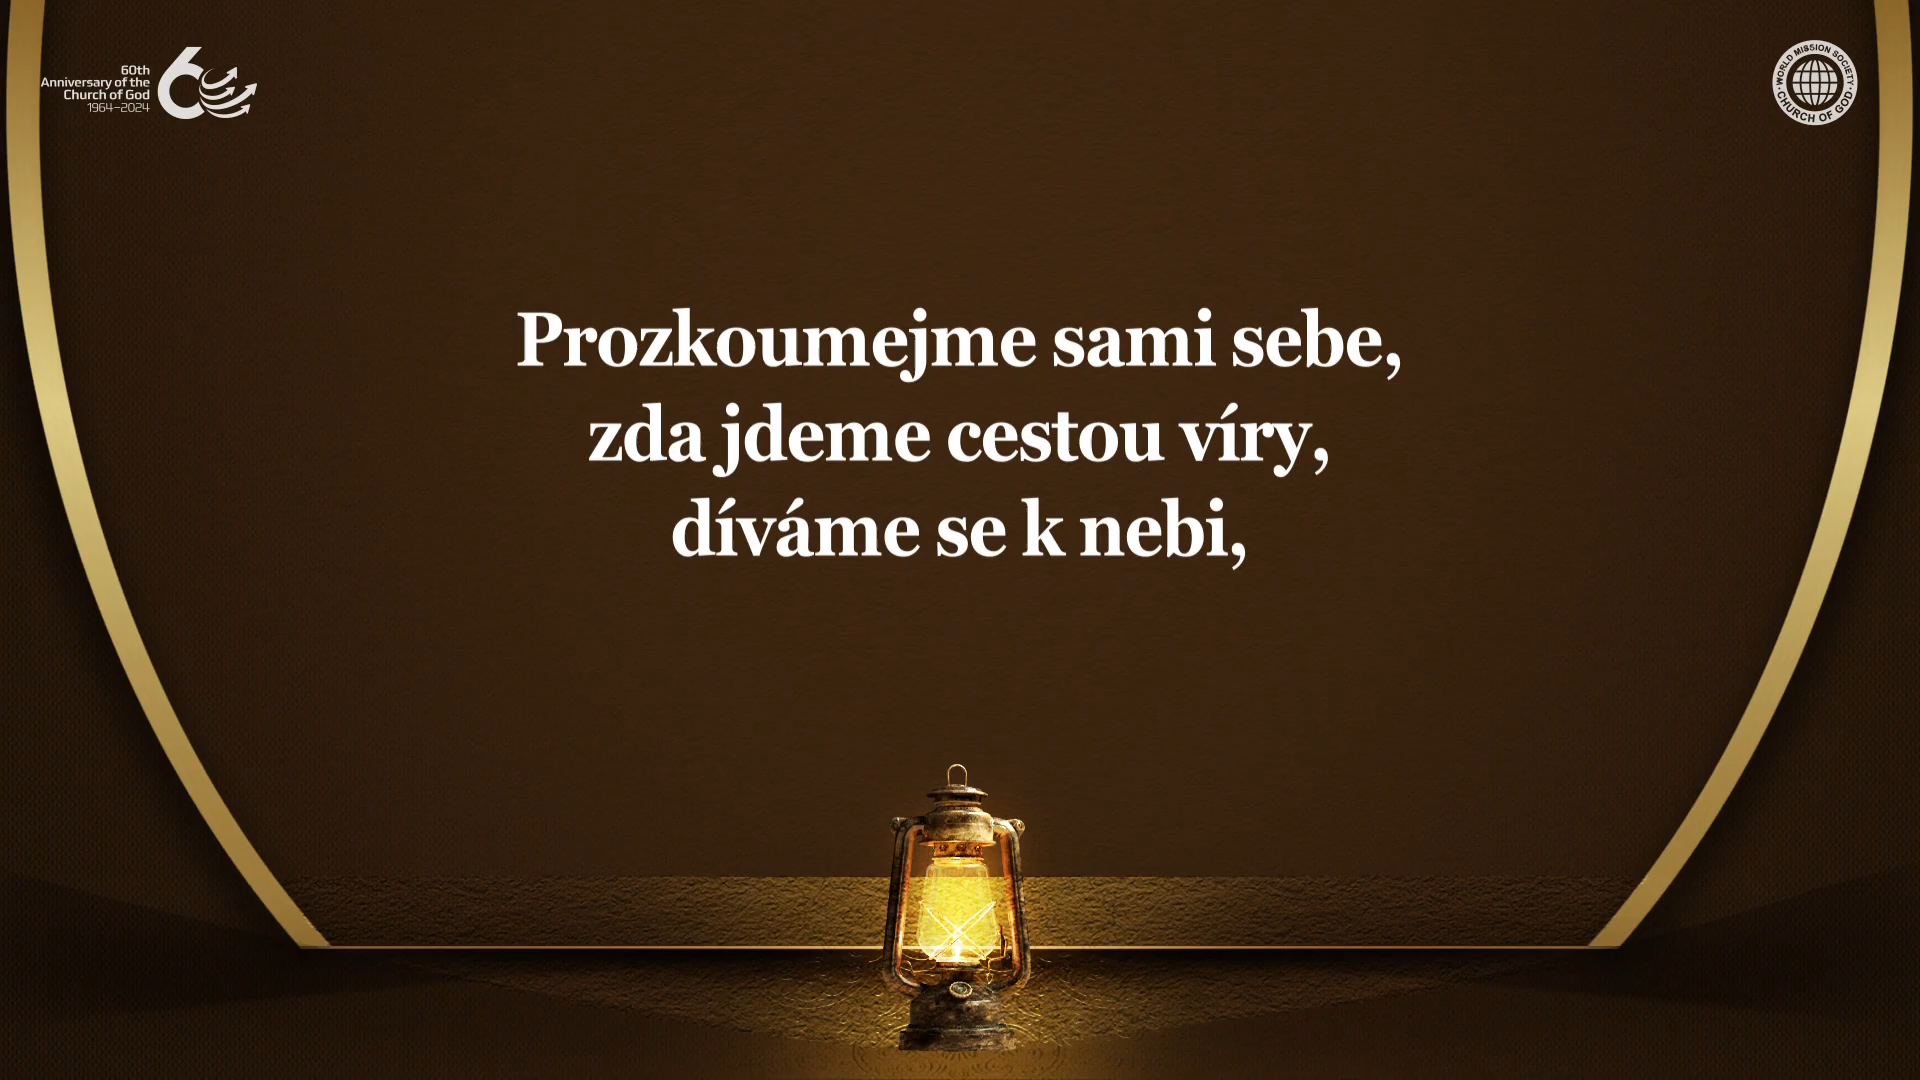 60th
Anniversary of the
Church of God
1964–2024
60
WORLD MISSION SOCIETY
CHURCH OF GOD
Prozkoumejme sami sebe,
zda jdeme cestou víry,
díváme se k nebi,